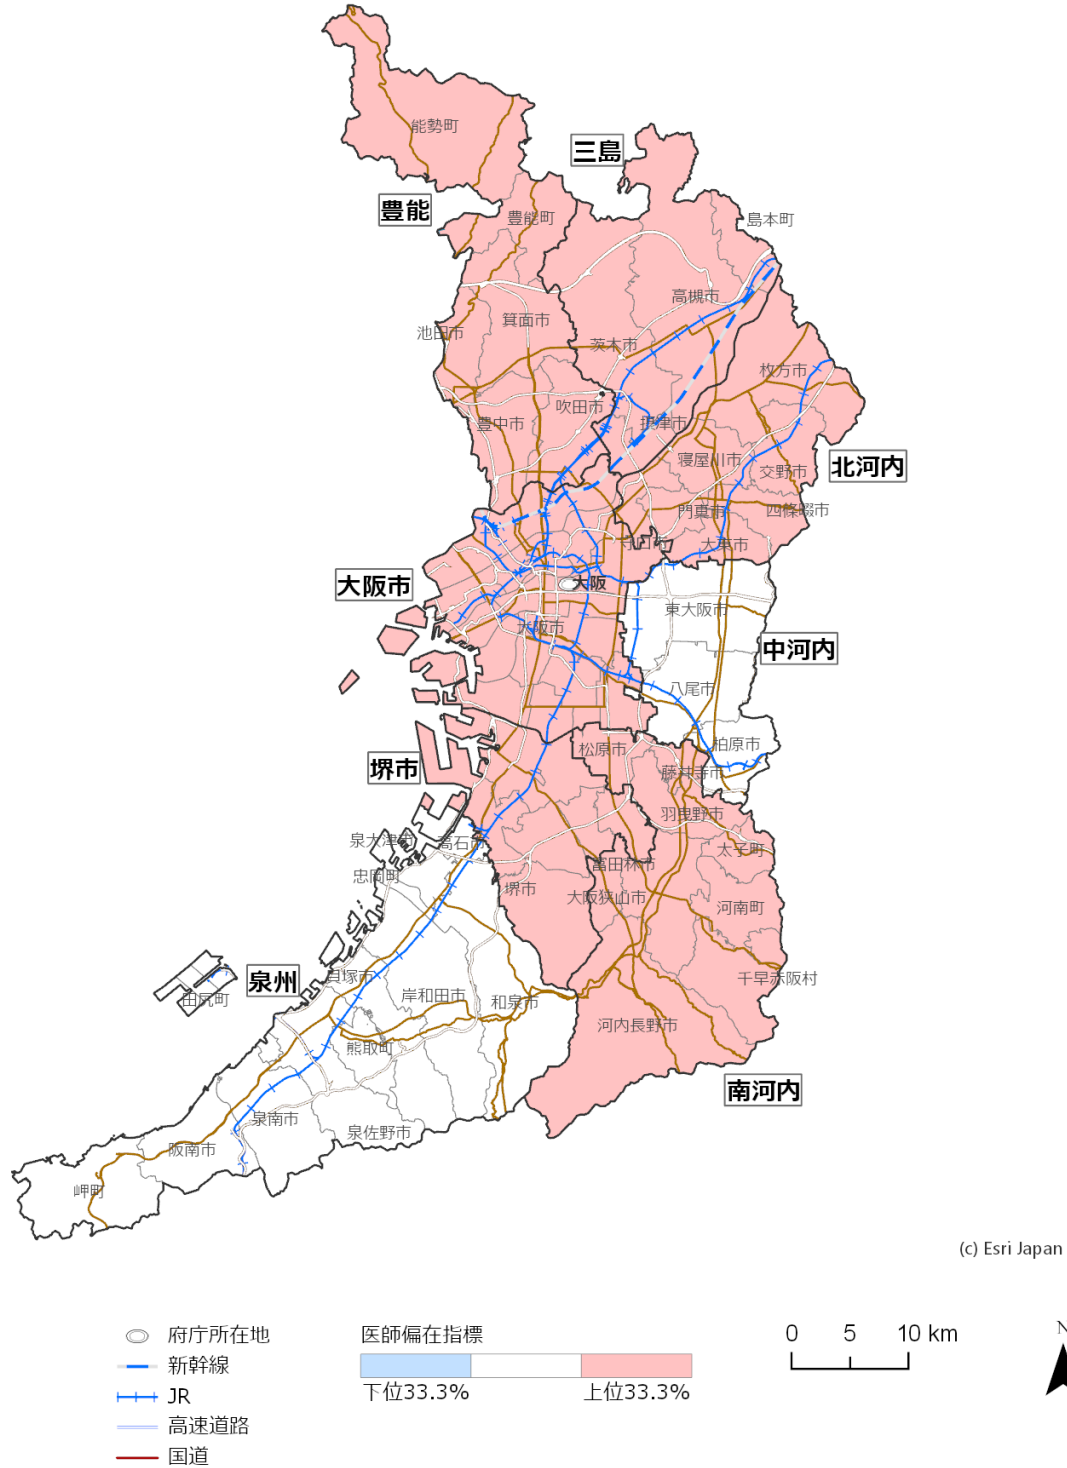 能勢町
三島
豊能
豊能町
島本町
高槻市
箕面市
池田市
茨木市
枚方市
吹田市
豊中市
摂津市
寝屋川市
北河内
交野市
門真市
四條畷市
守口市
大東市
大阪市
大阪
東大阪市
大阪市
中河内
八尾市
柏原市
松原市
堺市
藤井寺市
羽曳野市
泉大津市
高石市
太子町
富田林市
忠岡町
堺市
大阪狭山市
河南町
泉州
貝塚市
千早赤阪村
田尻町
岸和田市
和泉市
河内長野市
熊取町
南河内
泉南市
泉佐野市
阪南市
岬町
(c) Esri Japan
府庁所在地
新幹線
JR
高速道路
国道
医師偏在指標
下位33.3%
上位33.3%
0 5 10 km
N